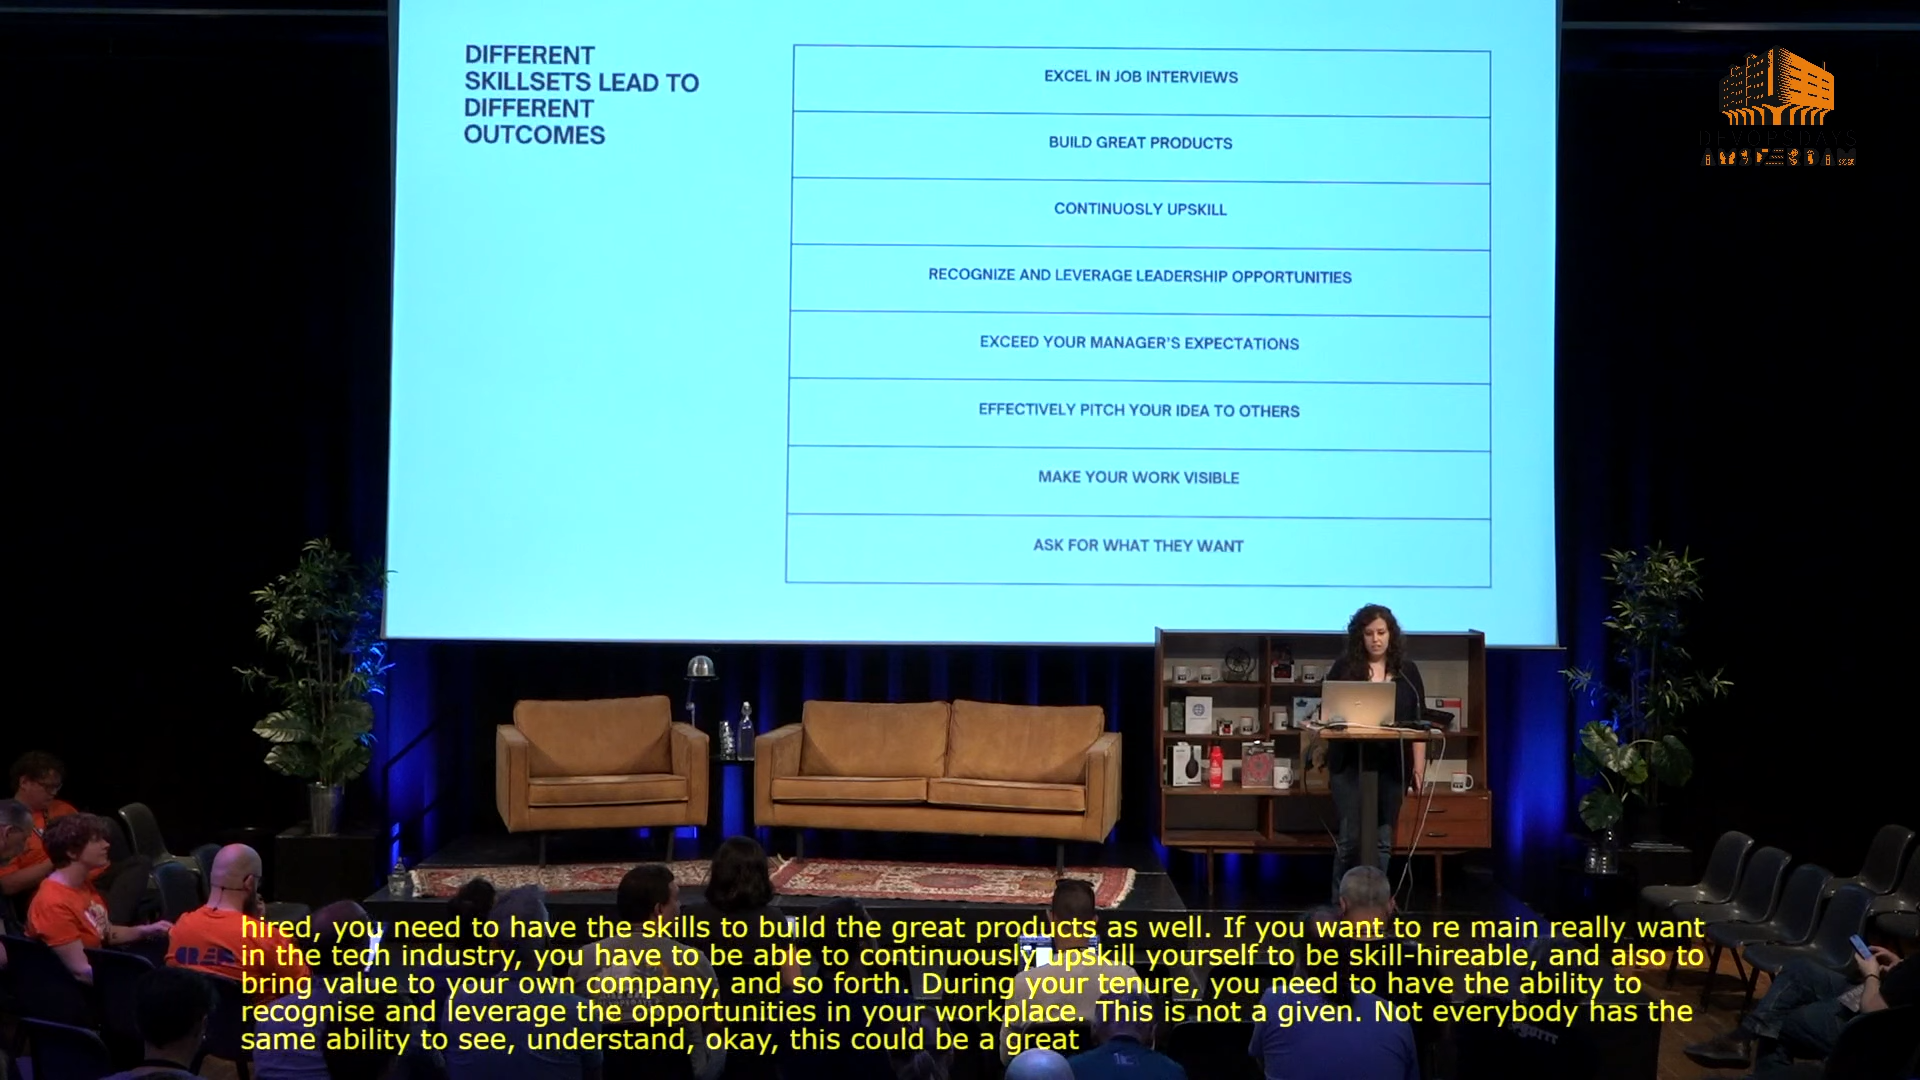 DIFFERENT
SKILLSETS LEAD TO
DIFFERENT
OUTCOMES
EXCEL IN JOB INTERVIEWS
BUILD GREAT PRODUCTS
CONTINUOSLY UPSKILL
RECOGNIZE AND LEVERAGE LEADERSHIP OPPORTUNITIES
EXCEED YOUR MANAGER'S EXPECTATIONS
EFFECTIVELY PITCH YOUR IDEA TO OTHERS
MAKE YOUR WORK VISIBLE
ASK FOR WHAT THEY WANT
DEVOPSDAYS
AMSTERDAM
hired, you need to have the skills to build the great products as well. If you want to re main really want
in the tech industry, you have to be able to continuously upskill yourself to be skill-hireable, and also to
bring value to your own company, and so forth. During your tenure, you need to have the ability to
recognise and leverage the opportunities in your workplace. This is not a given. Not everybody has the
same ability to see, understand, okay, this could be a great